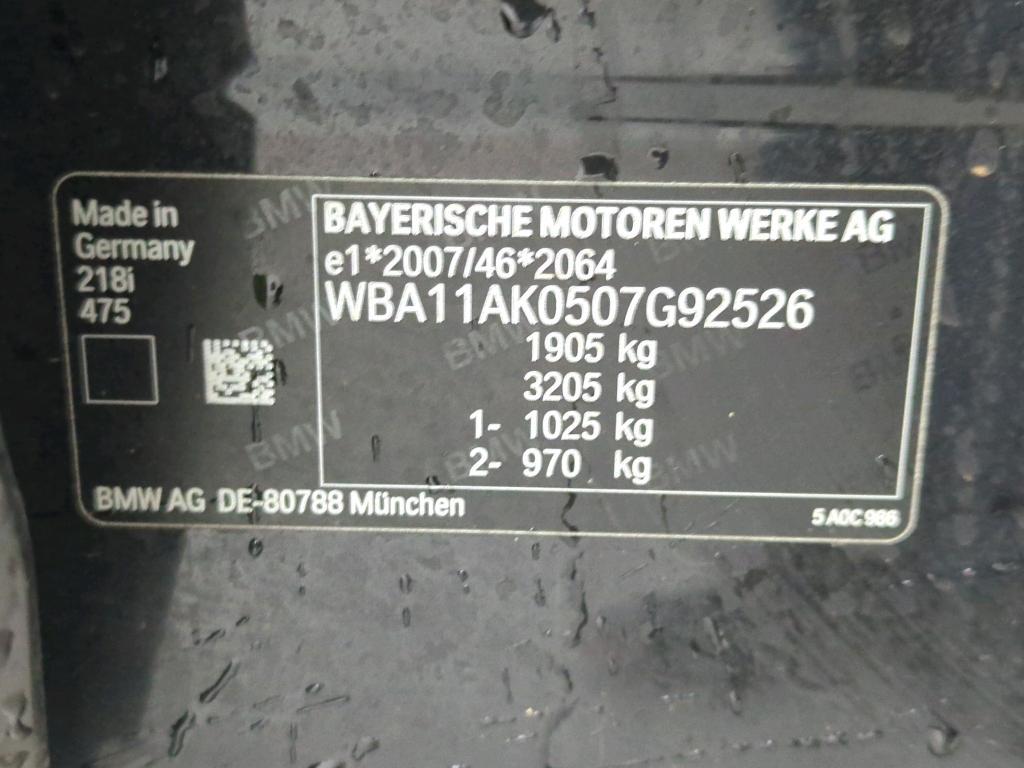 Made in
Germany
218i
475
BAYERISCHE MOTOREN WERKE AG
e1*2007/46*2064
WBA11AK0507G92526
1905 kg
3205 kg
1- 1025 kg
2- 970 kg
BMW AG DE-80788 München
5 A0C 986